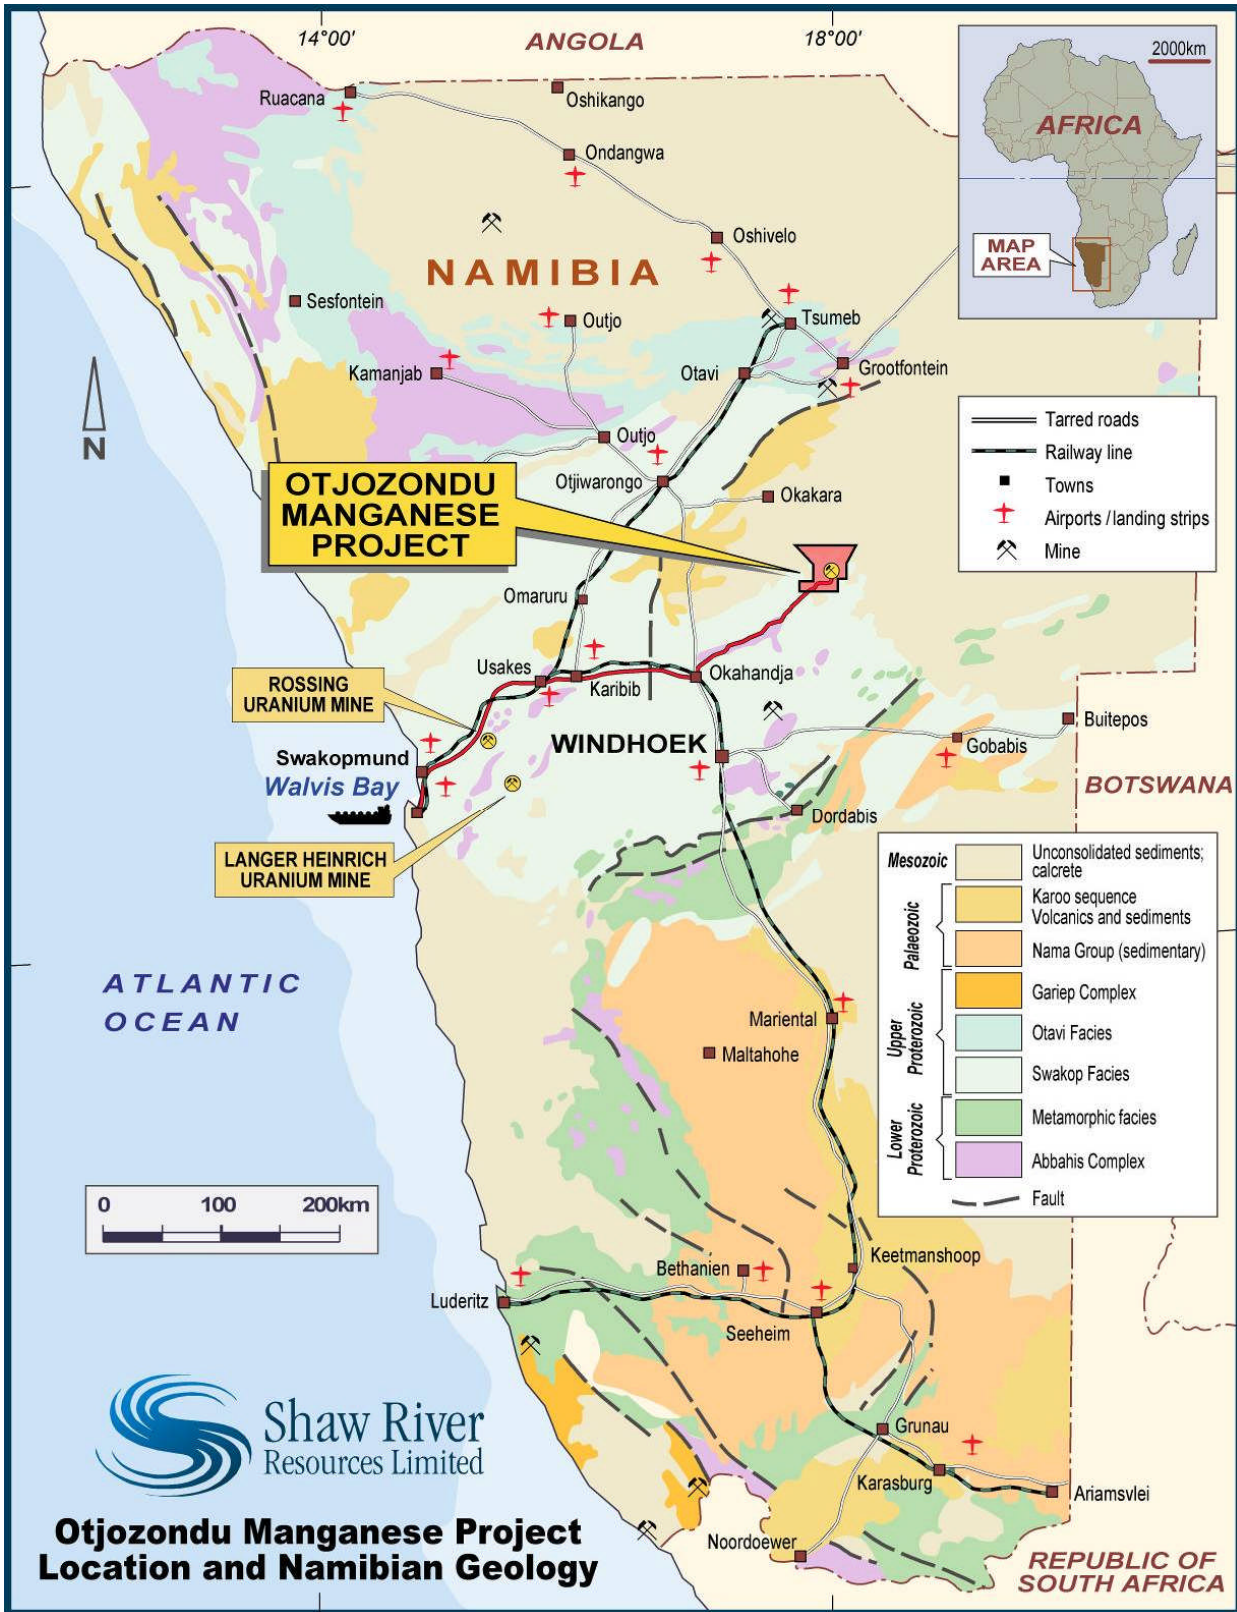 14°00'
18°00'
ANGOLA
2000km
AFRICA
MAP
AREA
Ruacana
Oshikango
Ondangwa
Oshivelo
NAMIBIA
Sesfontein
Outjo
Tsumeb
Kamanjab
Otavi
Grootfontein
N
Outjo
Otjiwarongo
Okakara
Tarred roads
Railway line
Towns
Airports / landing strips
Mine
OTJOZONDU
MANGANESE
PROJECT
Omaruru
Usakes
Karibib
Okahandja
ROSSING
URANIUM MINE
Swakopmund
Walvis Bay
WINDHOEK
Buitepos
Gobabis
BOTSWANA
Dordabis
LANGER HEINRICH
URANIUM MINE
Mesozoic
Unconsolidated sediments;
calcrete
Palaeozoic
Karoo sequence
Volcanics and sediments
Nama Group (sedimentary)
Upper
Proterozoic
Gariep Complex
Otavi Facies
Swakop Facies
Lower
Proterozoic
Metamorphic facies
Abbahis Complex
Fault
ATLANTIC
OCEAN
Mariental
Maltahohe
0 100 200km
Keetmanshoop
Bethanien
Luderitz
Seeheim
Grunau
Karasburg
Ariamsvlei
Noordoewer
Shaw River
Resources Limited
Otjozondu Manganese Project
Location and Namibian Geology
REPUBLIC OF
SOUTH AFRICA